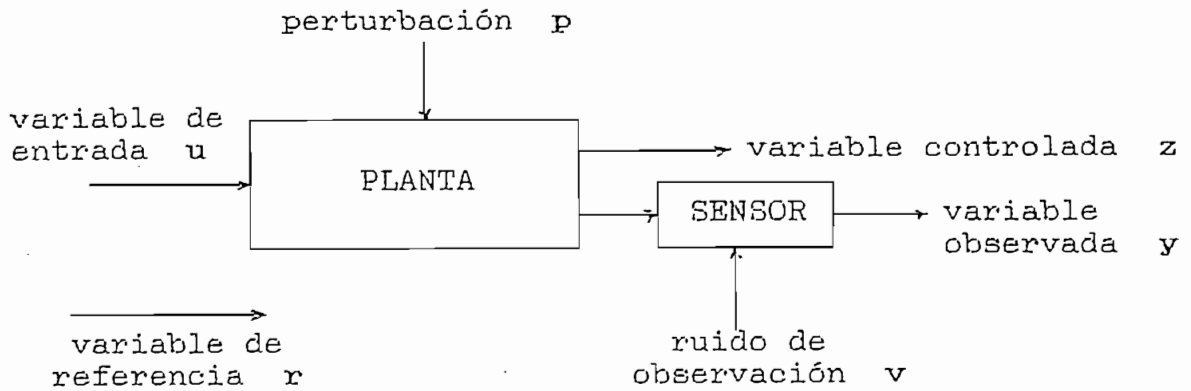 perturbación p
variable de
entrada u
PLANTA
variable controlada z
SENSOR
variable
observada y
variable de
referencia r
ruido de
observación v